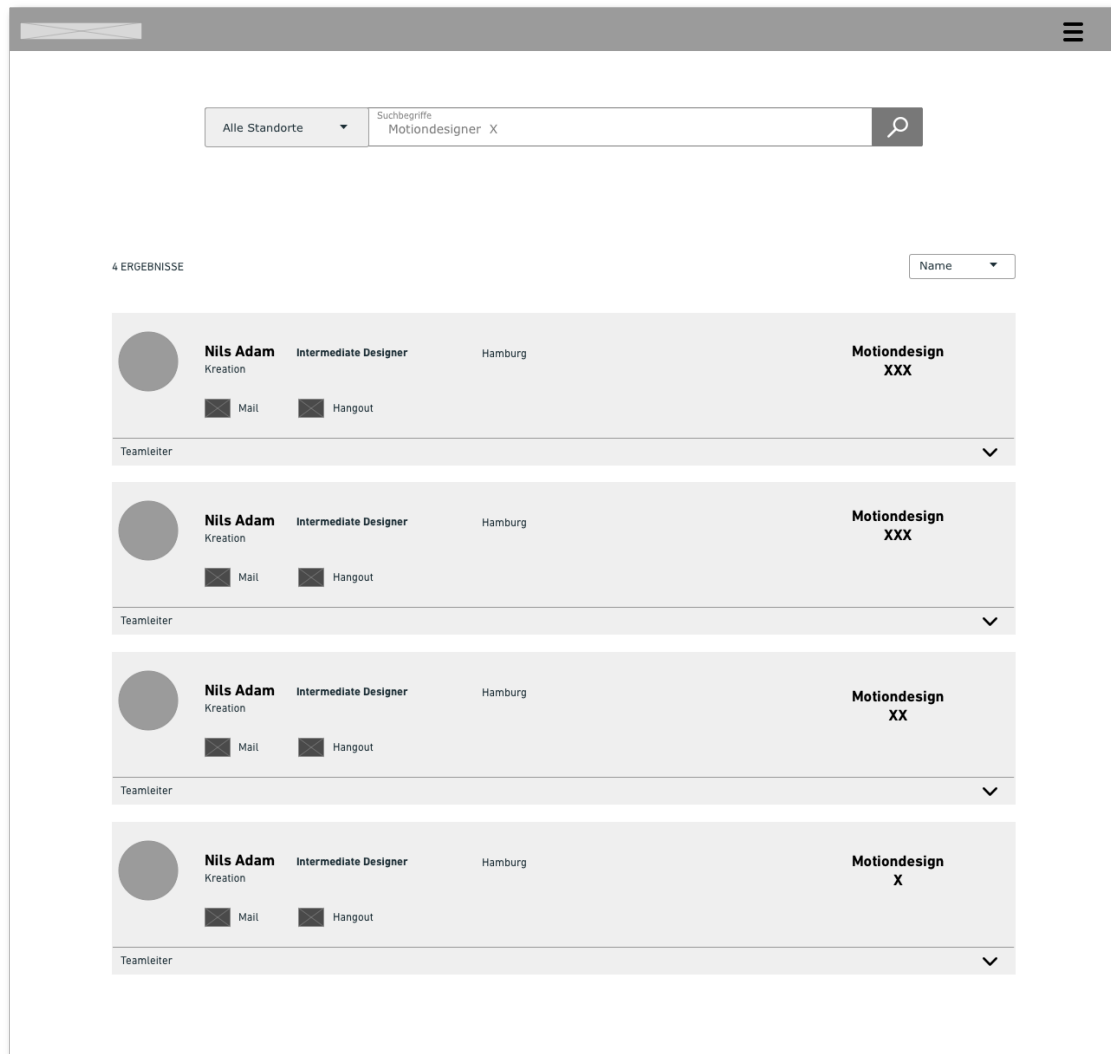 Alle Standorte
Suchbegriffe
Motiondesigner X
4 ERGEBNISSE
Name
Nils Adam Intermediate Designer Hamburg Motiondesign
Kreation XXX
Mail Hangout
Teamleiter
Nils Adam Intermediate Designer Hamburg Motiondesign
Kreation XXX
Mail Hangout
Teamleiter
Nils Adam Intermediate Designer Hamburg Motiondesign
Kreation XX
Mail Hangout
Teamleiter
Nils Adam Intermediate Designer Hamburg Motiondesign
Kreation X
Mail Hangout
Teamleiter